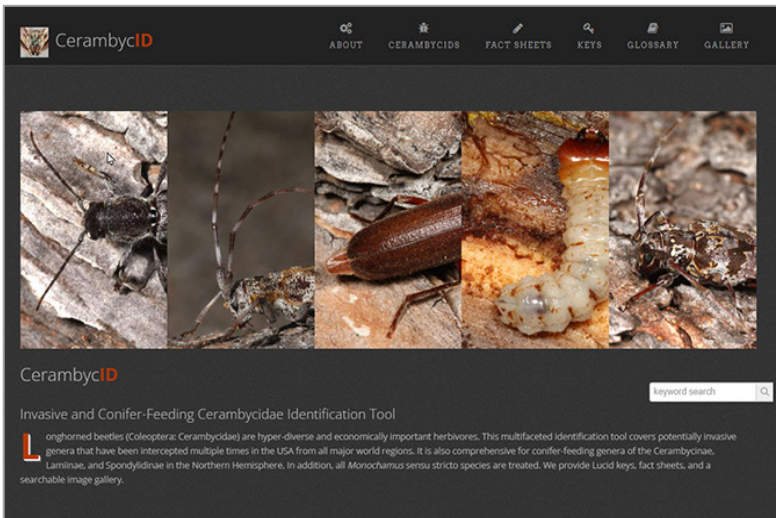 CerambycID
ABOUT CERAMBYCIDS FACT SHEETS KEYS GLOSSARY GALLERY
CerambycID
keyword search
Invasive and Conifer-Feeding Cerambycidae Identification Tool
Longhorned beetles (Coleoptera: Cerambycidae) are hyper-diverse and economically important herbivores. This multifaceted identification tool covers potentially invasive
genera that have been intercepted multiple times in the USA from all major world regions. It is also comprehensive for conifer-feeding genera of the Cerambycinae,
Lamiinae, and Spondylidinae in the Northern Hemisphere. In addition, all Monochamus sensu stricto species are treated. We provide Lucid keys, fact sheets, and a
searchable image gallery.